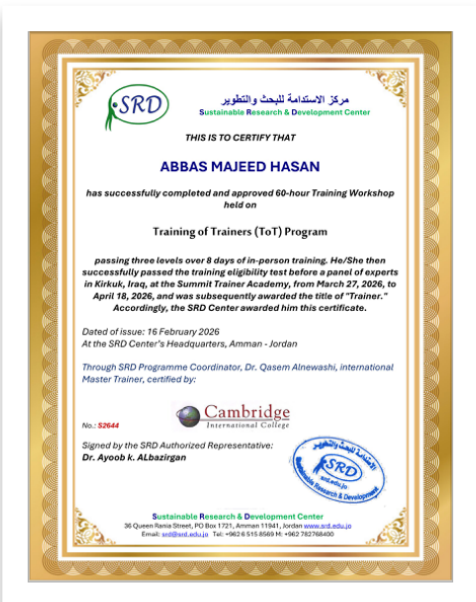 SRD
مركز الاستدامة للبحث والتطوير
Sustainable Research & Development Center
THIS IS TO CERTIFY THAT
ABBAS MAJEED HASAN
has successfully completed and approved 60-hour Training Workshop
held on
Training of Trainers (ToT) Program
passing three levels over 8 days of in-person training. He/She then
successfully passed the training eligibility test before a panel of experts
in Kirkuk, Iraq, at the Summit Trainer Academy, from March 27, 2026, to
April 18, 2026, and was subsequently awarded the title of "Trainer."
Accordingly, the SRD Center awarded him this certificate.
Dated of issue: 16 February 2026
At the SRD Center's Headquarters, Amman - Jordan
Through SRD Programme Coordinator, Dr. Qasem Alnewashi, international
Master Trainer, certified by:
Cambridge
International College
No.: S2644
Signed by the SRD Authorized Representative:
Dr. Ayoob k. ALbazirgan
الاستدامة للبحث والتطوير
SRD
srd.edu.jo
Research & Development
Sustainable Research & Development Center
36 Queen Rania Street, PO Box 1721, Amman 11941, Jordan www.srd.edu.jo
Email: srd@srd.edu.jo Tel: +962 6 515 8569 M: +962 782768400